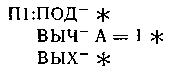 П1:ПОД⁻ *
ВЫЧ⁻ А = 1 *
ВЫХ⁻ *